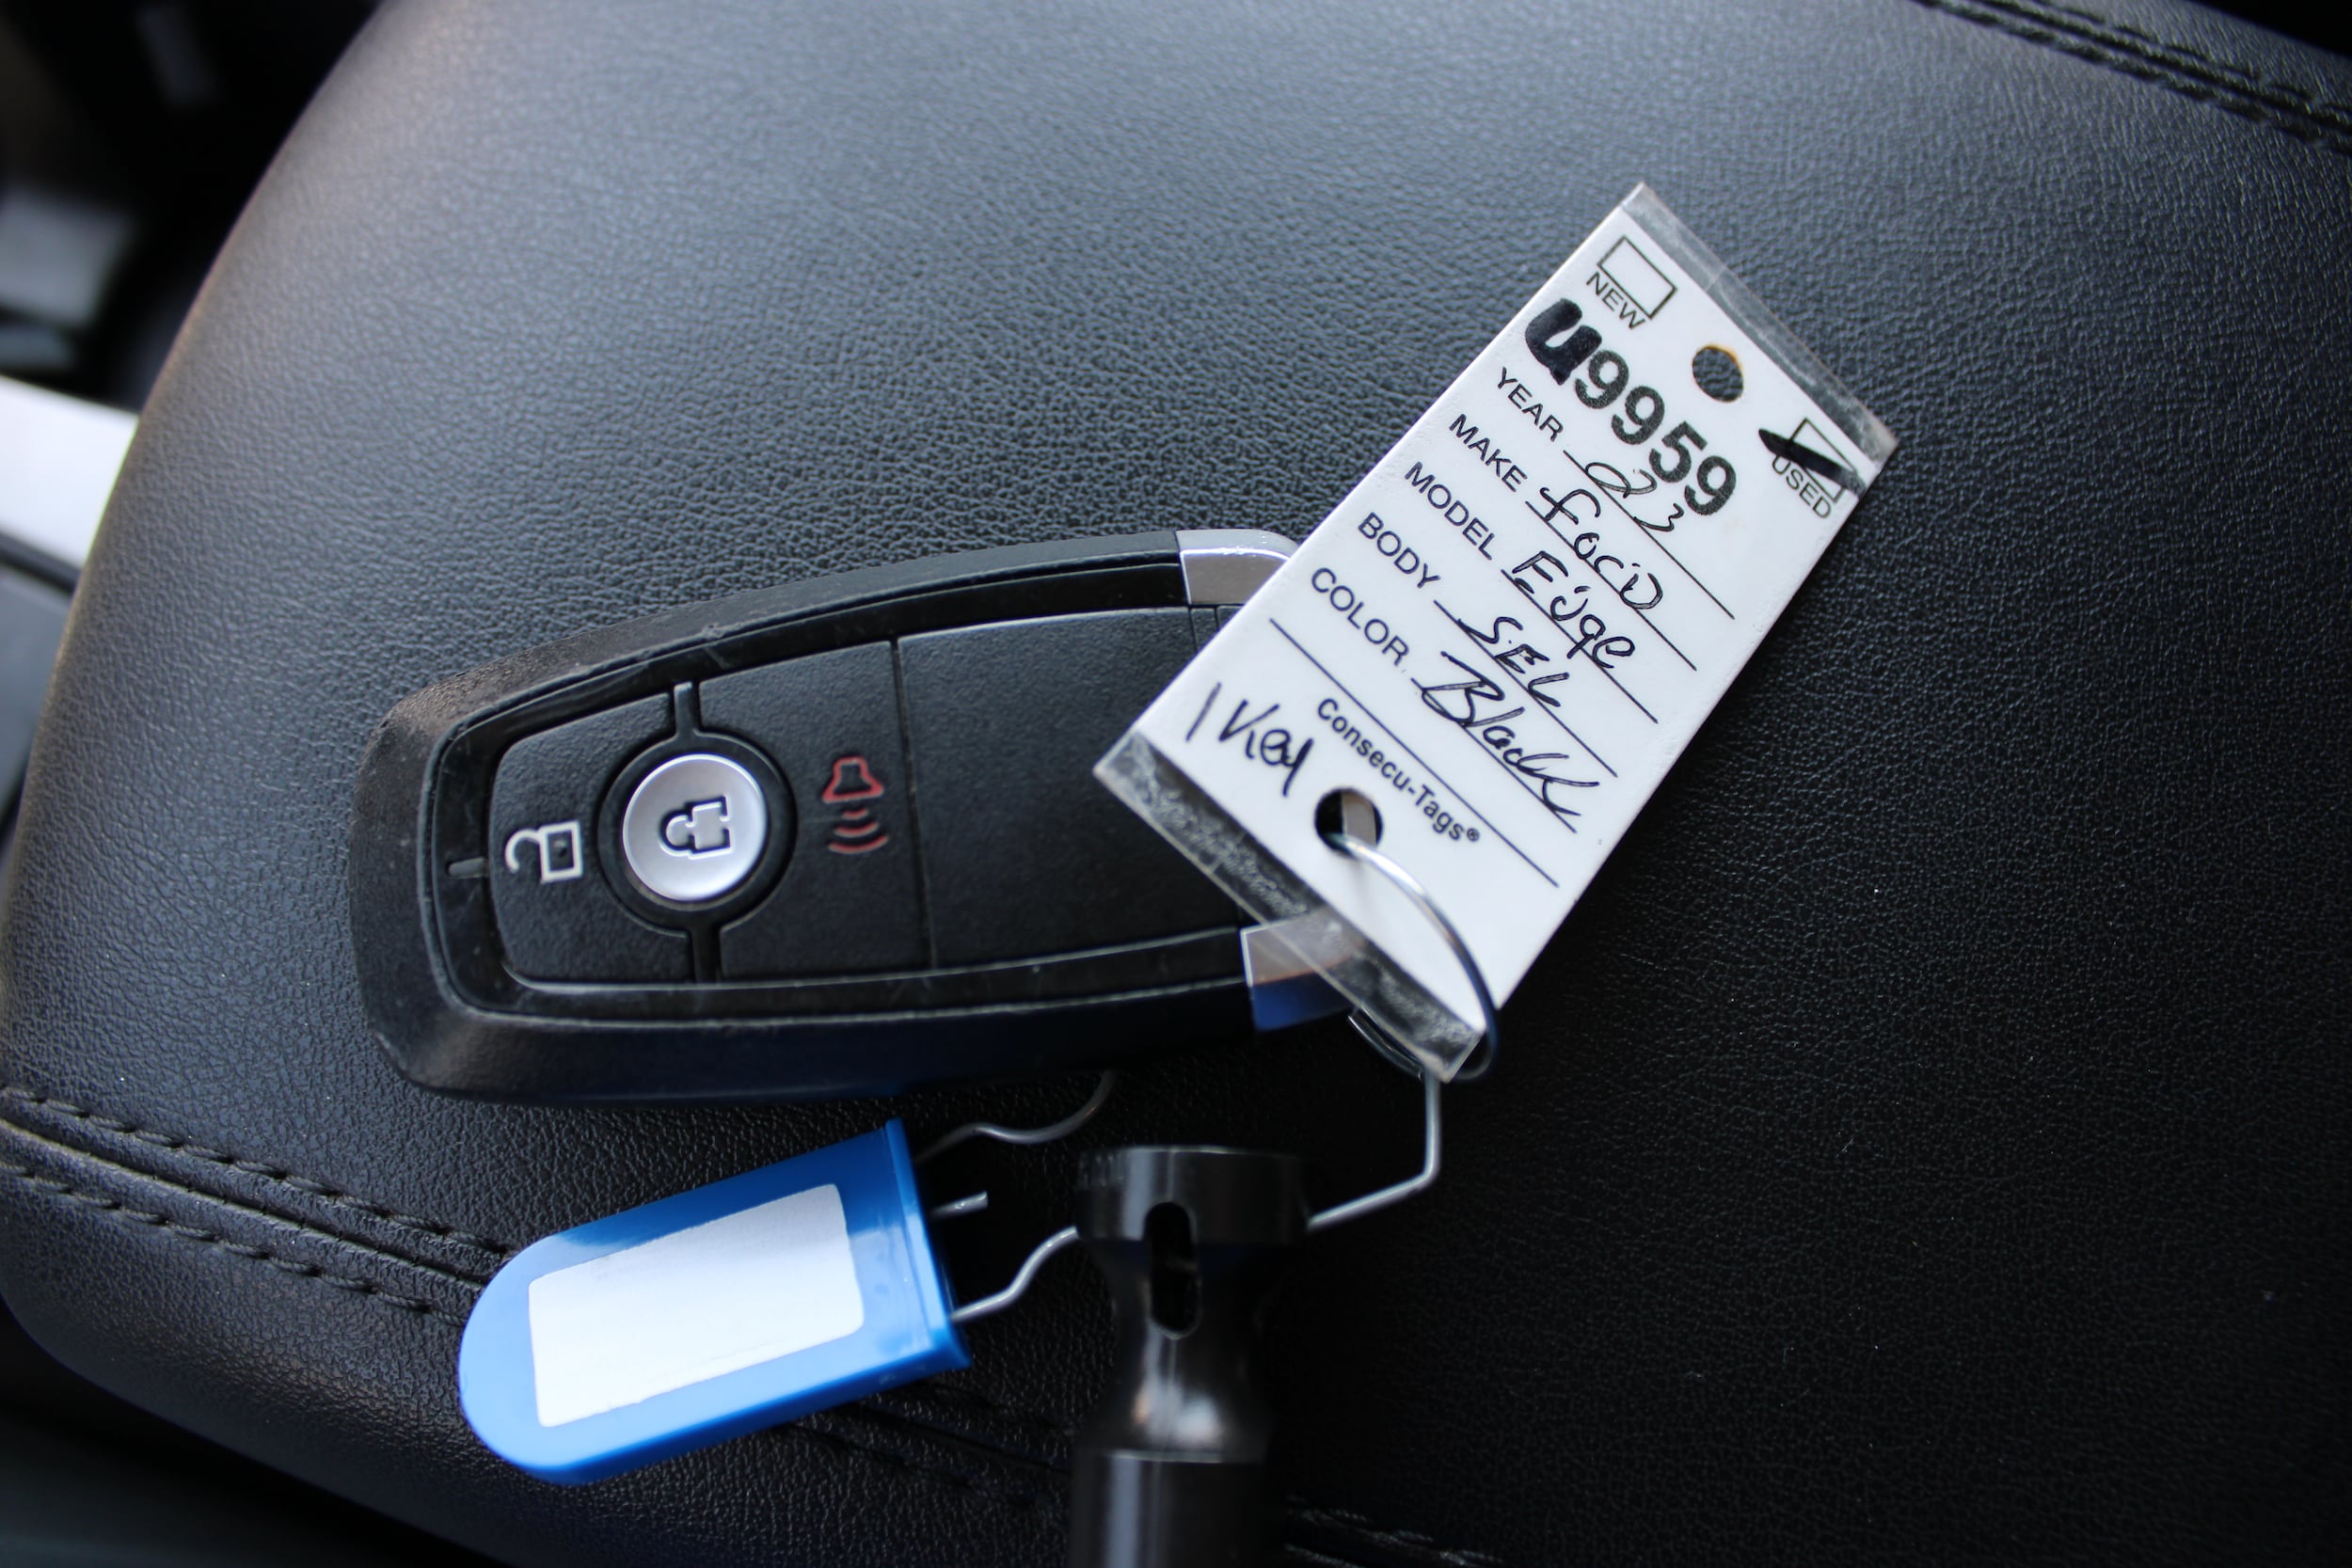 NEW
USED
u9959
YEAR 23
MAKE Ford
MODEL Edge
BODY SEL
COLOR Black
Consecu-Tags®
1 Key